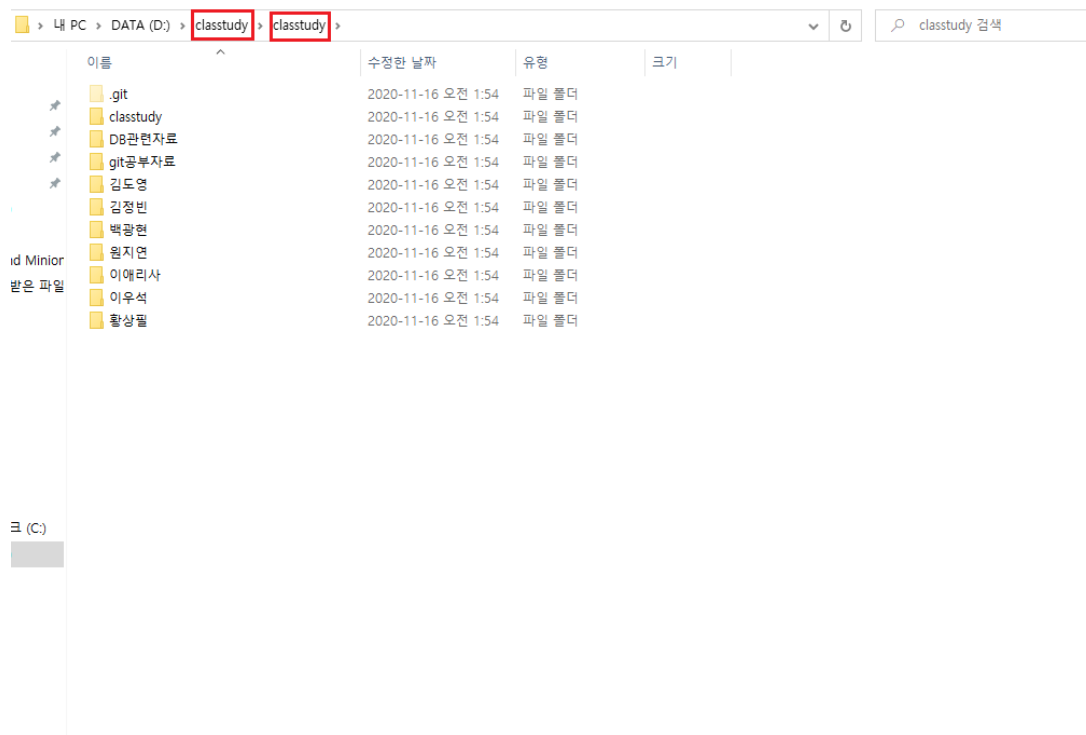 내 PC > DATA (D:) > classtudy > classtudy >
classtudy 검색
이름 수정한 날짜 유형 크기
.git 2020-11-16 오전 1:54 파일 폴더
classtudy 2020-11-16 오전 1:54 파일 폴더
DB관련자료 2020-11-16 오전 1:54 파일 폴더
git공부자료 2020-11-16 오전 1:54 파일 폴더
김도영 2020-11-16 오전 1:54 파일 폴더
김정빈 2020-11-16 오전 1:54 파일 폴더
백광현 2020-11-16 오전 1:54 파일 폴더
원지연 2020-11-16 오전 1:54 파일 폴더
nd Minior
이애리사 2020-11-16 오전 1:54 파일 폴더
받은 파일
이우석 2020-11-16 오전 1:54 파일 폴더
황상필 2020-11-16 오전 1:54 파일 폴더
크 (C:)